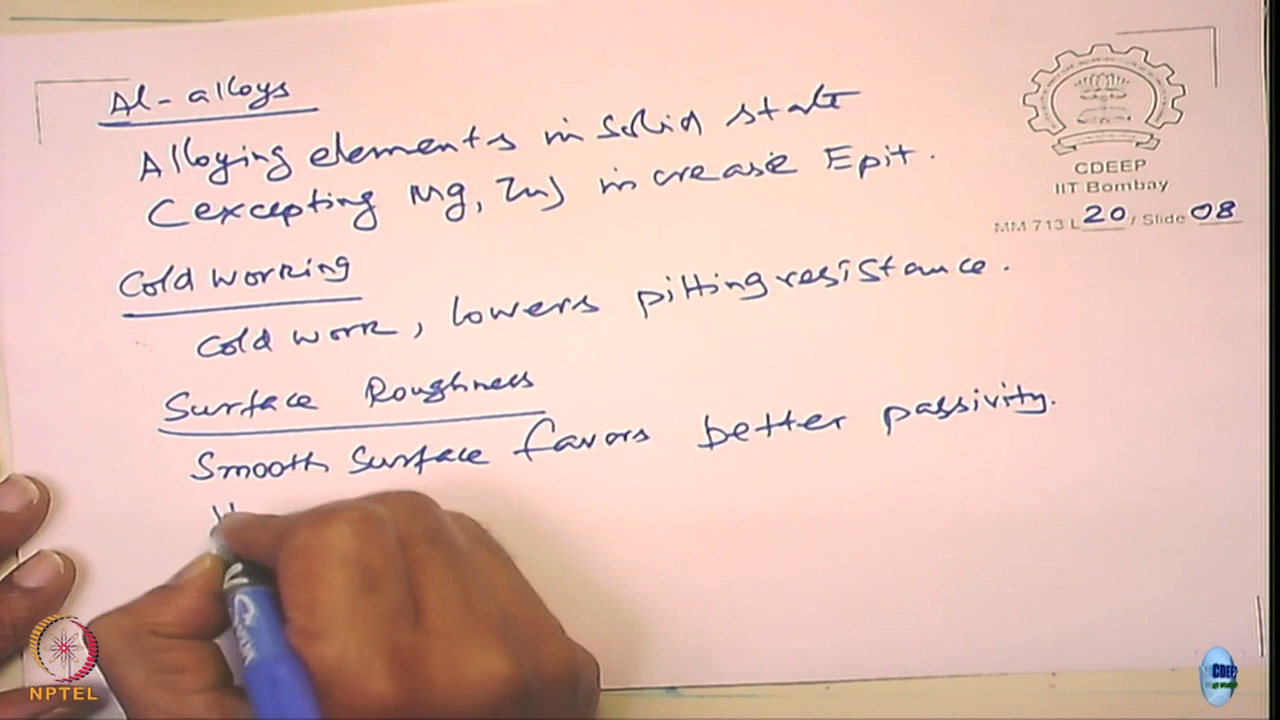 Al-alloys
Alloying elements in solid state
(excepting Mg, Zn) increase Epit.
Cold working
Cold work, lowers pitting resistance.
Surface Roughness
Smooth surface favors better passivity.
CDEEP
IIT Bombay
MM 713 L 20 / Slide 08
NPTEL
CDEEP